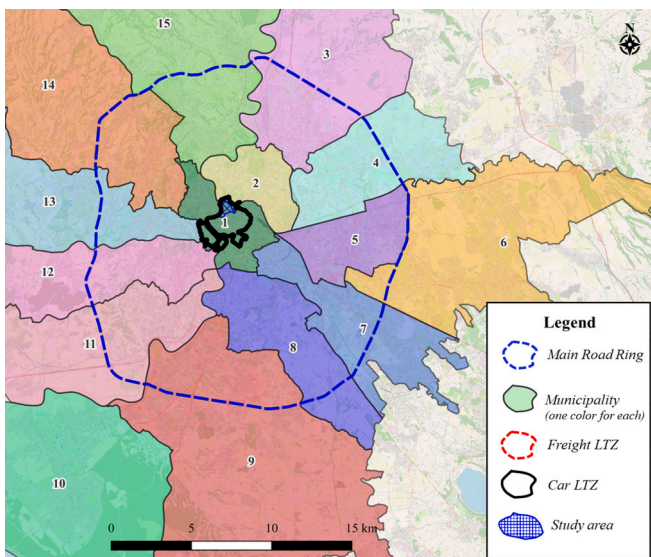 15
3
14
4
2
13
1
5
6
12
7
11
8
9
10
0 5 10 15 km
Legend
Main Road Ring
Municipality
(one color for each)
Freight LTZ
Car LTZ
Study area